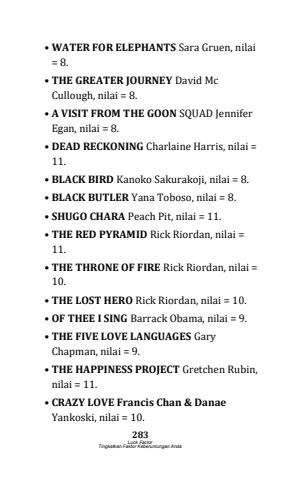 • WATER FOR ELEPHANTS Sara Gruen, nilai
= 8.
• THE GREATER JOURNEY David Mc
Cullough, nilai = 8.
• A VISIT FROM THE GOON SQUAD Jennifer
Egan, nilai = 8.
• DEAD RECKONING Charlaine Harris, nilai =
11.
• BLACK BIRD Kanoko Sakurakoji, nilai = 8.
• BLACK BUTLER Yana Toboso, nilai = 8.
• SHUGO CHARA Peach Pit, nilai = 11.
• THE RED PYRAMID Rick Riordan, nilai =
11.
• THE THRONE OF FIRE Rick Riordan, nilai =
10.
• THE LOST HERO Rick Riordan, nilai = 10.
• OF THEE I SING Barrack Obama, nilai = 9.
• THE FIVE LOVE LANGUAGES Gary
Chapman, nilai = 9.
• THE HAPPINESS PROJECT Gretchen Rubin,
nilai = 11.
• CRAZY LOVE Francis Chan & Danae
Yankoski, nilai = 10.
283
Luck Factor
Tingkatkan Faktor Keberuntungan Anda